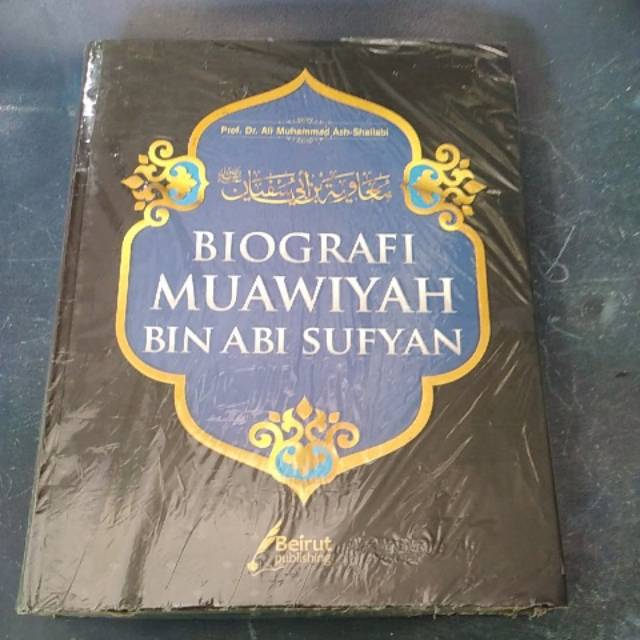 Prof. Dr. Ali Muhammad Ash-Shallabi
معاوية بن أبي سفيان
BIOGRAFI
MUAWIYAH
BIN ABI SUFYAN
Beirut
publishing